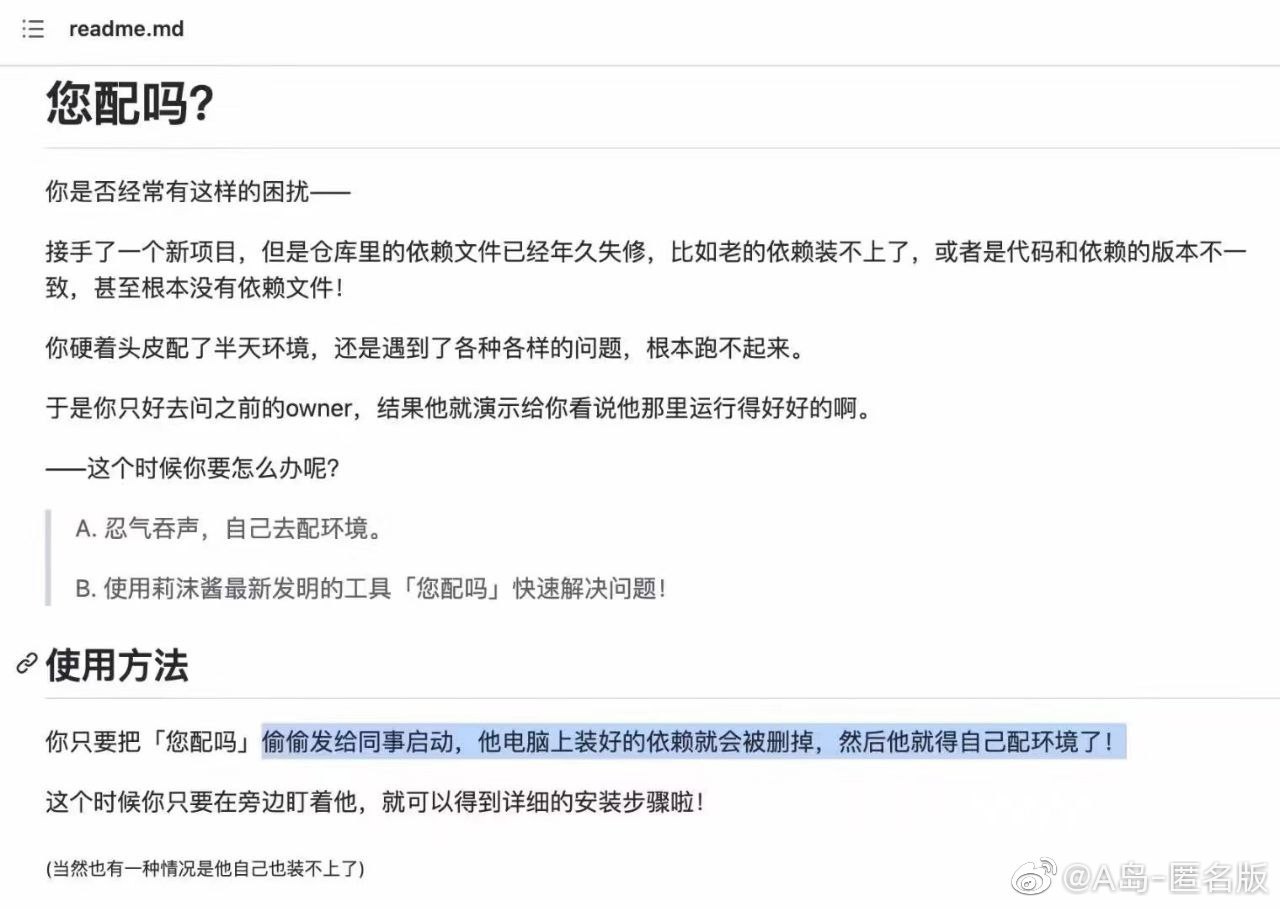 readme.md
您配吗？
你是否经常有这样的困扰——
接手了一个新项目，但是仓库里的依赖文件已经年久失修，比如老的依赖装不上了，或者是代码和依赖的版本不一
致，甚至根本没有依赖文件！
你硬着头皮配了半天环境，还是遇到了各种各样的问题，根本跑不起来。
于是你只好去问之前的owner，结果他就演示给你看说他那里运行得好好的啊。
——这个时候你要怎么办呢？
A. 忍气吞声，自己去配环境。
B. 使用莉沫酱最新发明的工具「您配吗」快速解决问题！
使用方法
你只要把「您配吗」偷偷发给同事启动，他电脑上装好的依赖就会被删掉，然后他就得自己配环境了！
这个时候你只要在旁边盯着他，就可以得到详细的安装步骤啦！
(当然也有一种情况是他自己也装不上了)
@A岛-匿名版